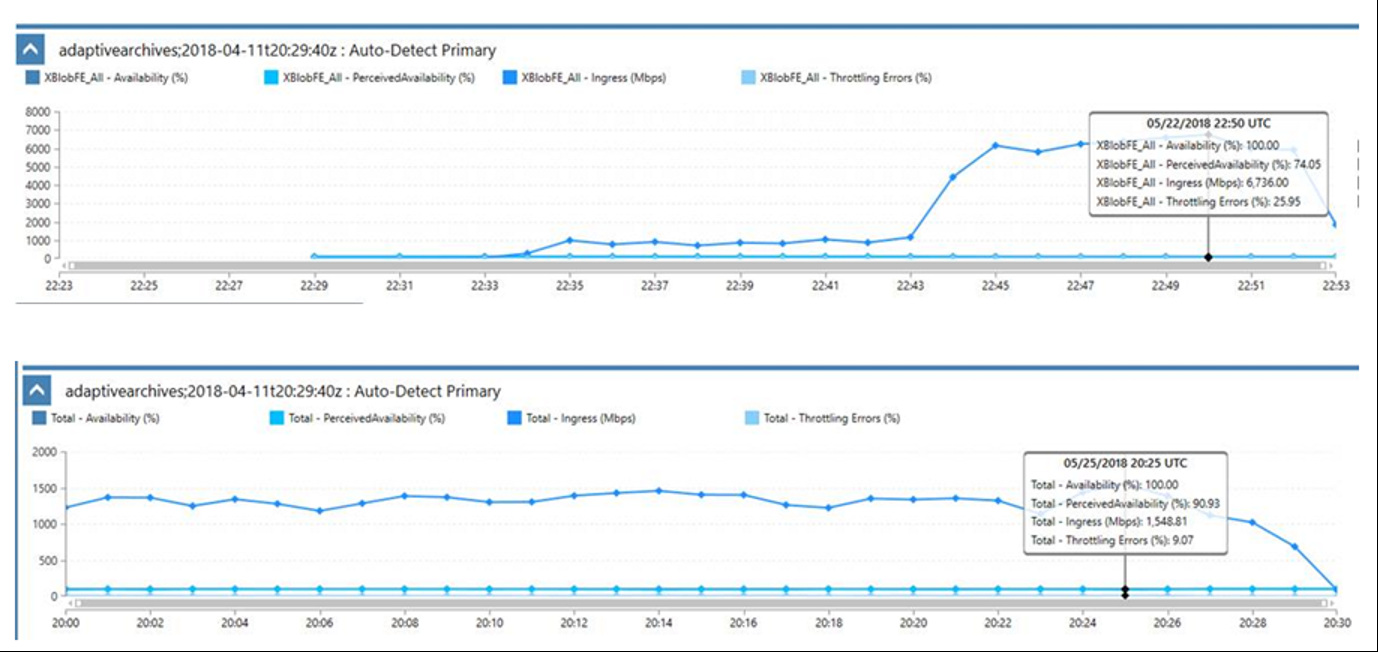 adaptivearchives;2018-04-11t20:29:40z : Auto-Detect Primary
XBlobFE_All - Availability (%) XBlobFE_All - PerceivedAvailability (%) XBlobFE_All - Ingress (Mbps) XBlobFE_All - Throttling Errors (%)
8000
7000
6000
5000
4000
3000
2000
1000
0
05/22/2018 22:50 UTC
XBlobFE_All - Availability (%): 100.00
XBlobFE_All - PerceivedAvailability (%): 74.05
XBlobFE_All - Ingress (Mbps): 6,736.00
XBlobFE_All - Throttling Errors (%): 25.95
22:23 22:25 22:27 22:29 22:31 22:33 22:35 22:37 22:39 22:41 22:43 22:45 22:47 22:49 22:51 22:53
adaptivearchives;2018-04-11t20:29:40z : Auto-Detect Primary
Total - Availability (%) Total - PerceivedAvailability (%) Total - Ingress (Mbps) Total - Throttling Errors (%)
2000
1500
1000
500
0
05/25/2018 20:25 UTC
Total - Availability (%): 100.00
Total - PerceivedAvailability (%): 90.93
Total - Ingress (Mbps): 1,548.81
Total - Throttling Errors (%): 9.07
20:00 20:02 20:04 20:06 20:08 20:10 20:12 20:14 20:16 20:18 20:20 20:22 20:24 20:26 20:28 20:30